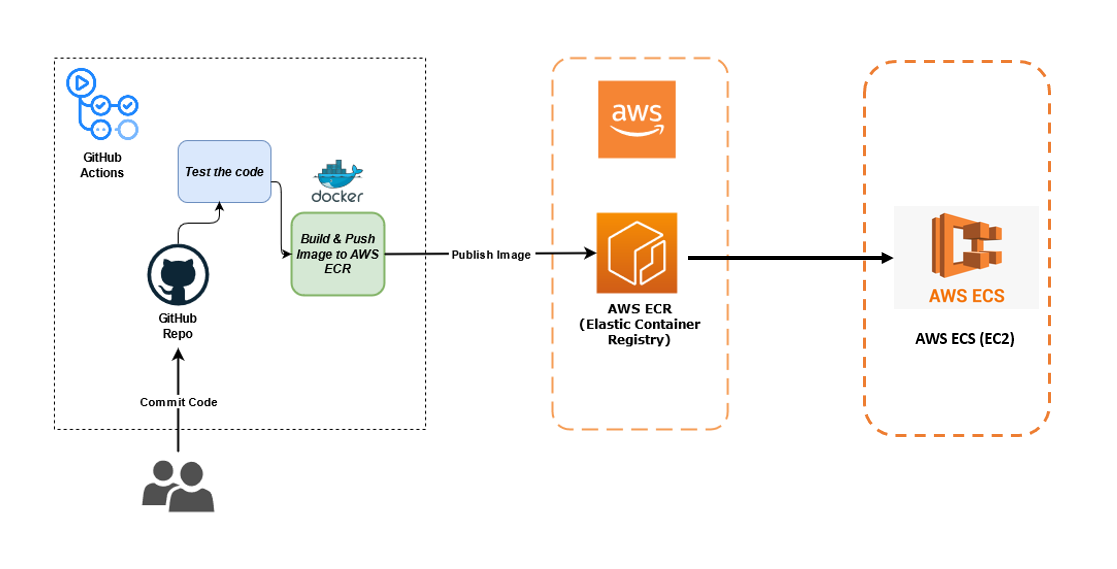 GitHub
Actions
Test the code
docker
Build & Push
Image to AWS
ECR
GitHub
Repo
Commit Code
Publish Image
aws
AWS ECR
(Elastic Container
Registry)
AWS ECS
AWS ECS (EC2)